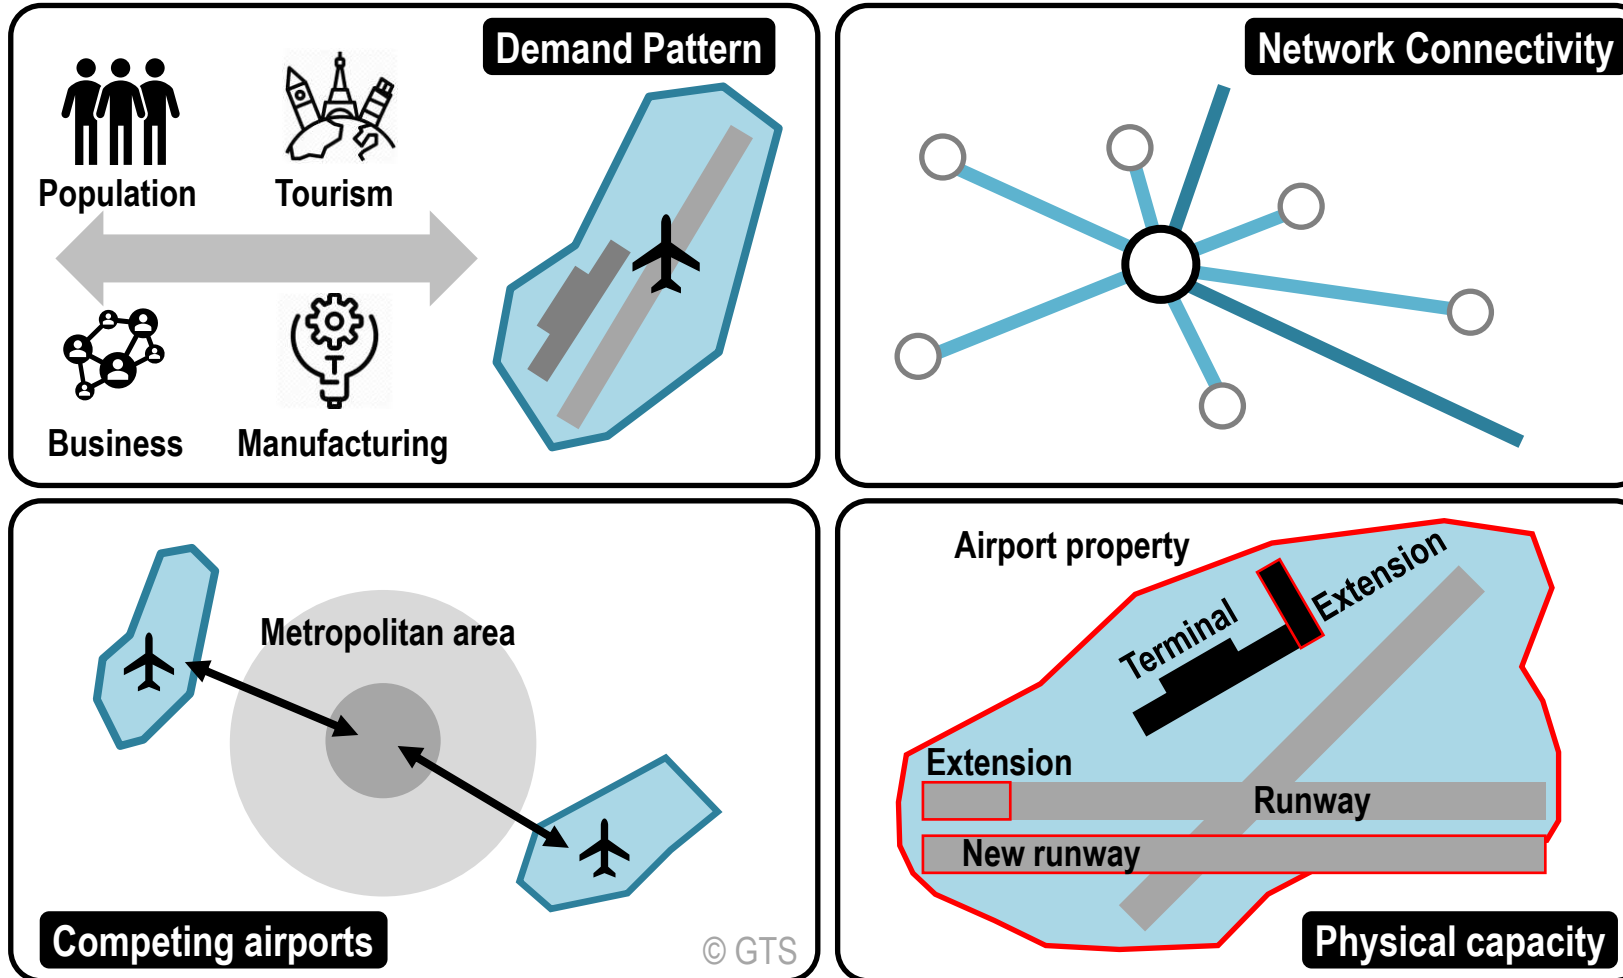 Demand Pattern
Population
Tourism
Business
Manufacturing
Network Connectivity
Metropolitan area
Competing airports
© GTS
Airport property
Terminal
Extension
Extension
Runway
New runway
Physical capacity